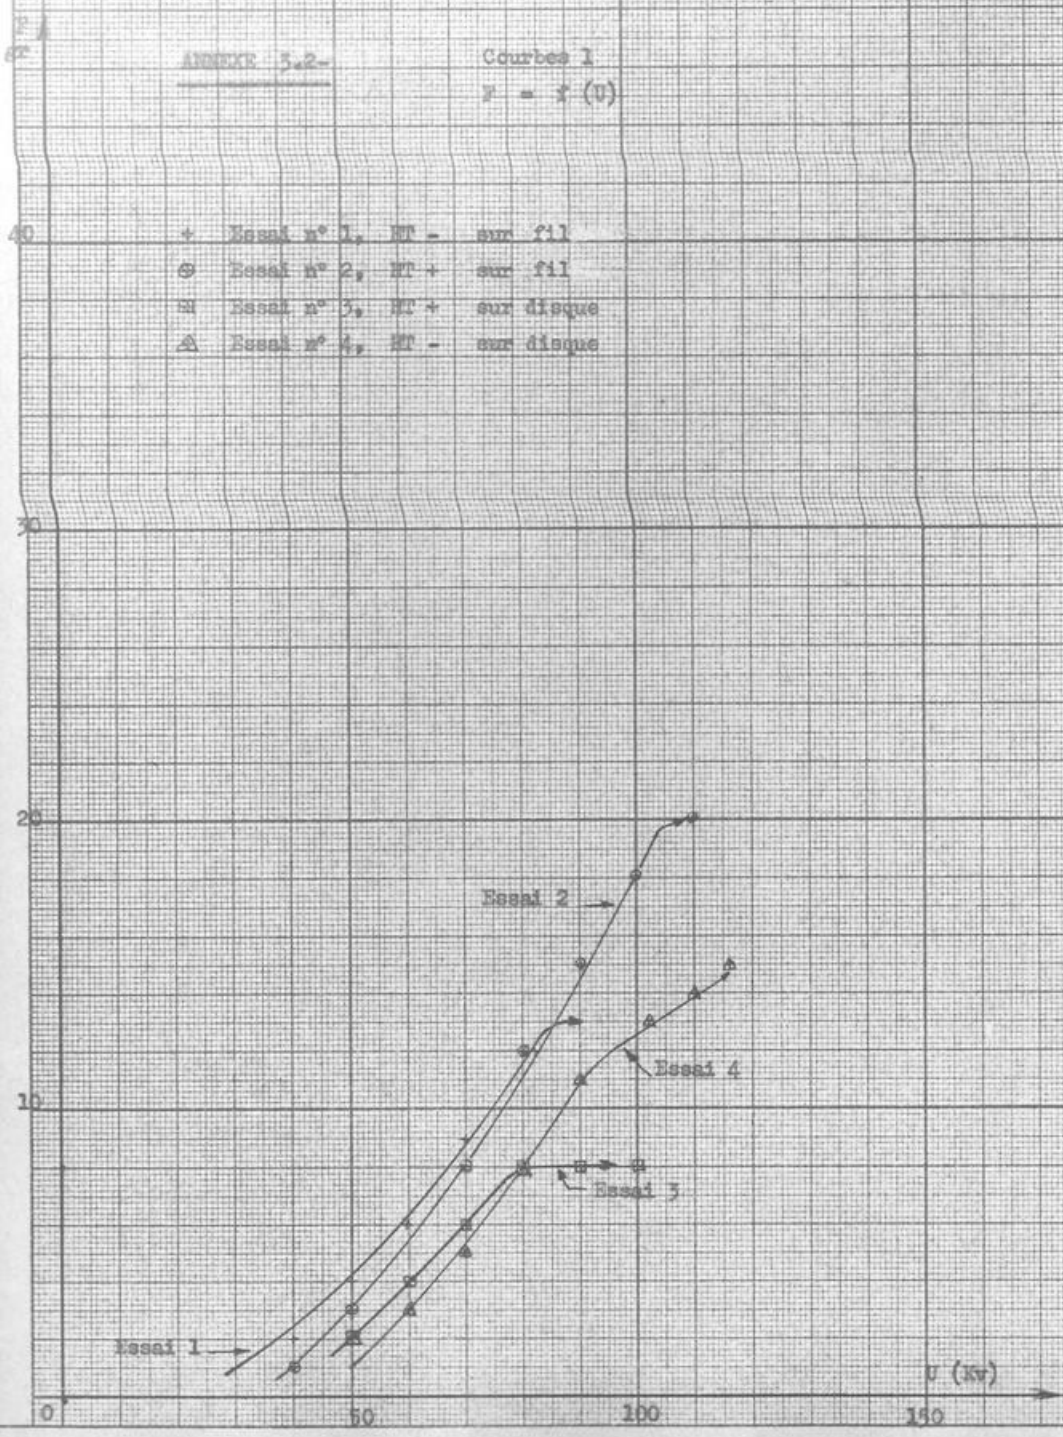 F
gr
ANNEXE 3.2-
Courbes 1
F = f (U)
40
+ Essai n° 1, HT - sur fil
Essai n° 2, HT + sur fil
Essai n° 3, HT + sur disque
Essai n° 4, HT - sur disque
30
20
Essai 2
Essai 4
10
Essai 3
Essai 1
U (Kv)
0
50
100
150